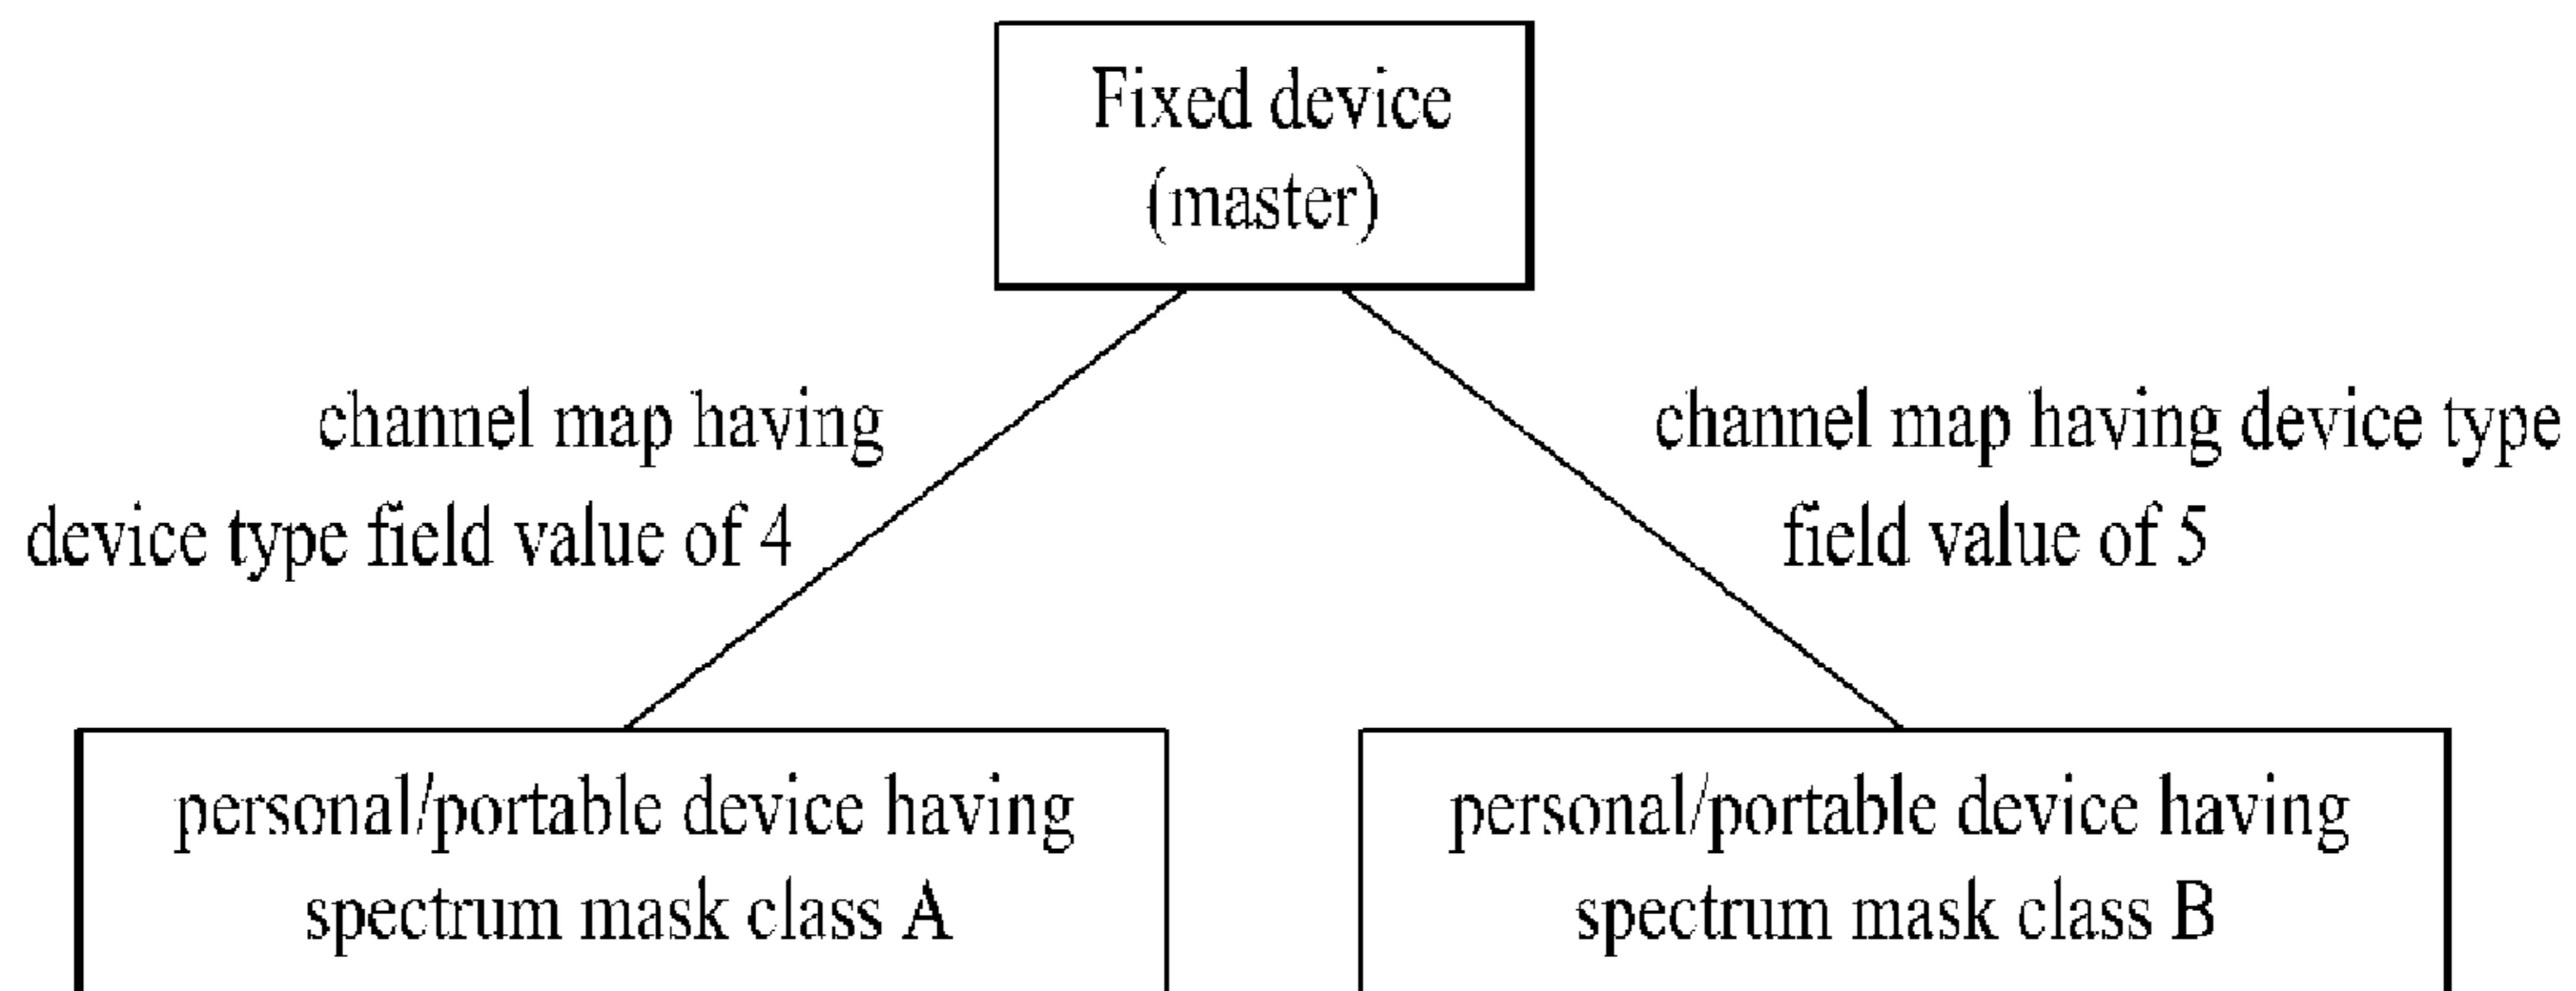 Fixed device
(master)
channel map having
device type field value of 4
channel map having device type
field value of 5
personal/portable device having
spectrum mask class A
personal/portable device having
spectrum mask class B